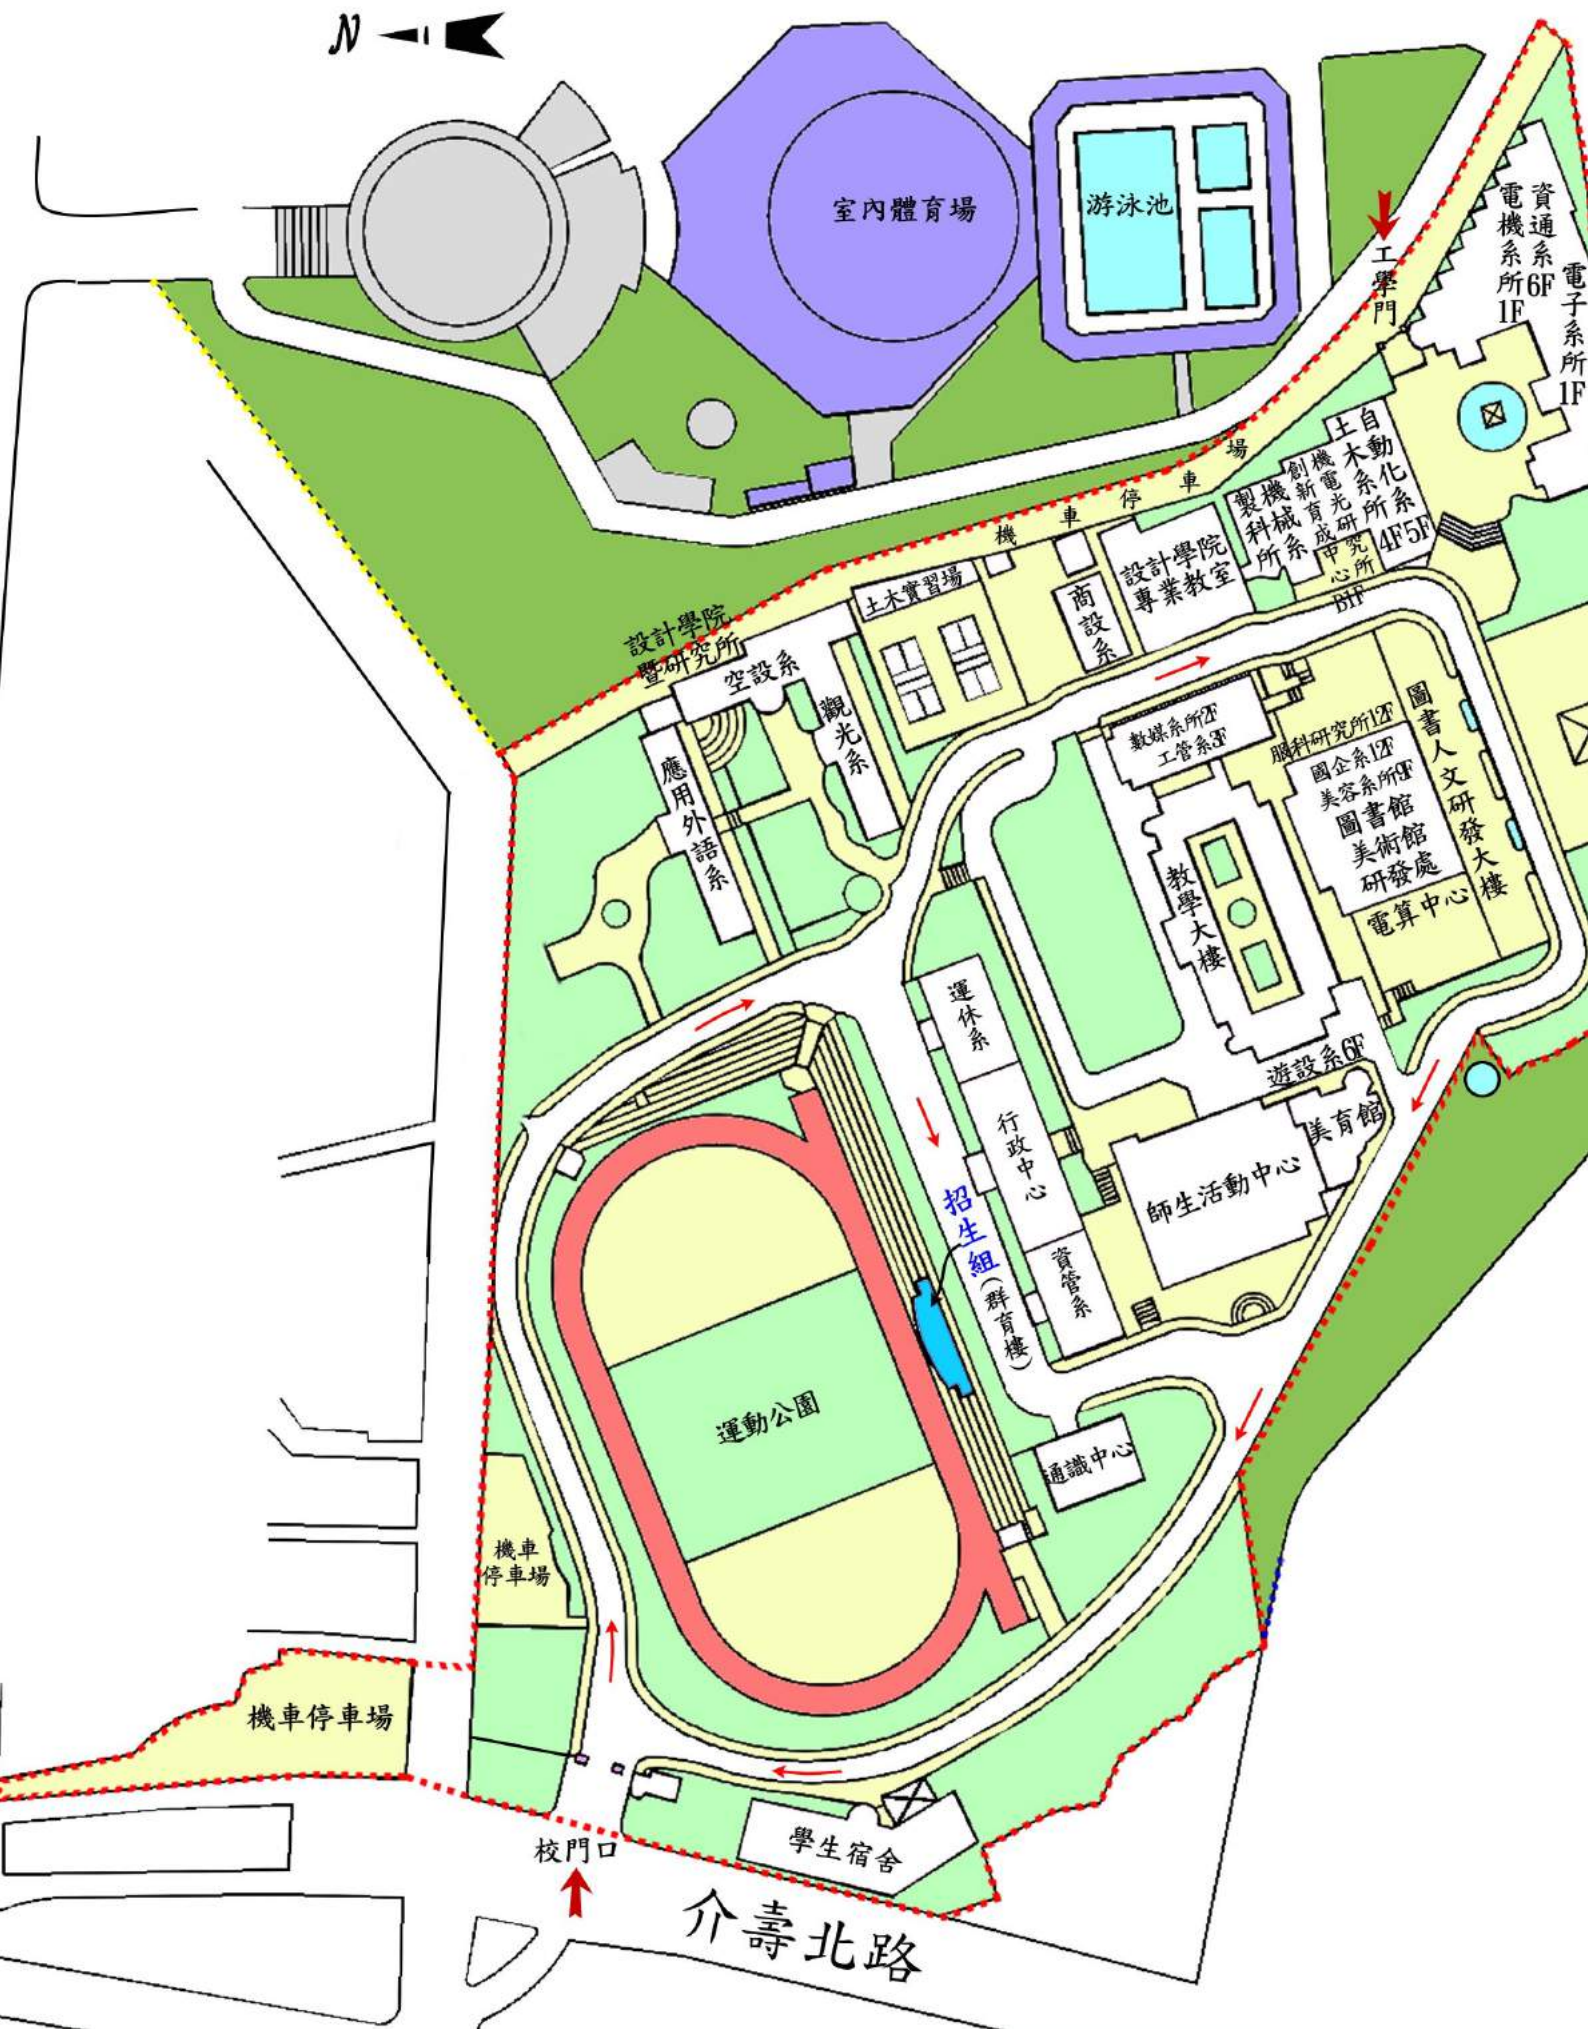 N
室內體育場
游泳池
工學門
資通系6F
電機系所1F
電子系所1F
機車停車場
自動化系5F
土木系所4F
機電光研究所
創新育成中心
B1F
機械系
製科所
設計學院
專業教室
商設系
土木實習場
設計學院
暨研究所
空設系
觀光系
應用外語系
數媒系所2F
工管系3F
腦科研究所12F
國企系12F
美容系所9F
圖書館
美術館
研發處
電算中心
圖書人文研發大樓
教學大樓
遊設系6F
美育館
師生活動中心
運休系
行政中心
資管系
招生組(群育樓)
通識中心
運動公園
機車
停車場
機車停車場
校門口
學生宿舍
介壽北路